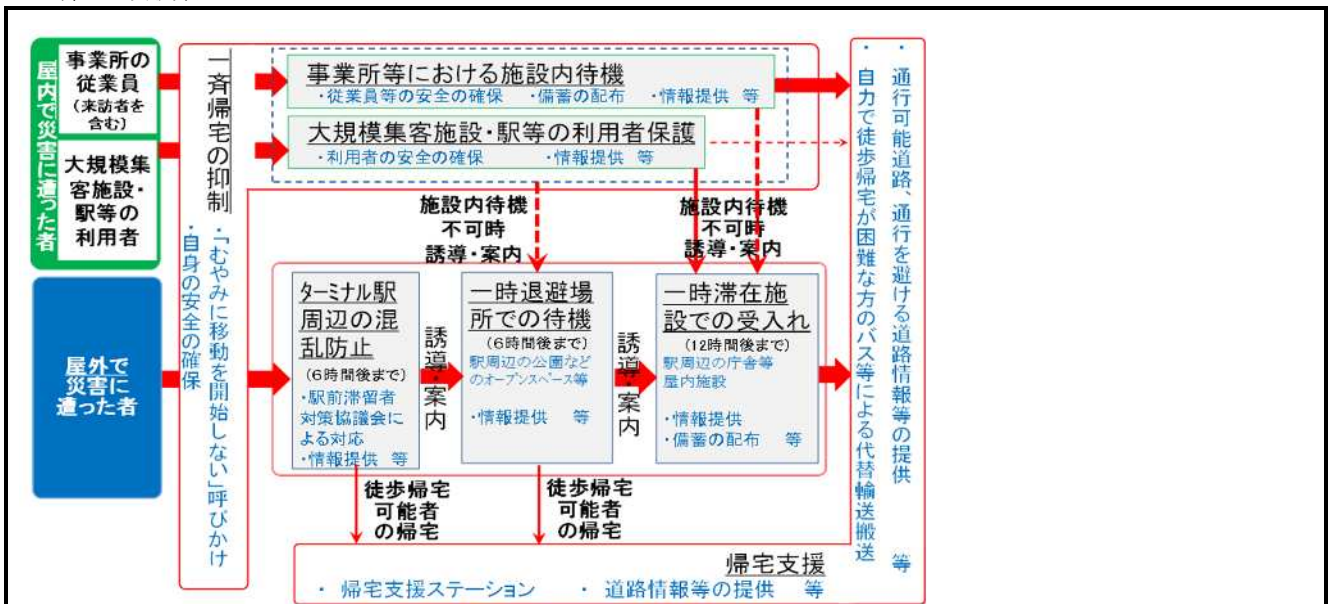 屋内で災害に遭った者
事業所の
従業員
(来訪者を
含む)
大規模集
客施設・
駅等の
利用者
屋外で
災害に
遭った者
一斉帰宅の抑制
・「むやみに移動を開始しない」呼びかけ
・自身の安全の確保
事業所等における施設内待機
・従業員等の安全の確保 ・備蓄の配布 ・情報提供 等
大規模集客施設・駅等の利用者保護
・利用者の安全の確保 ・情報提供 等
施設内待機
不可時
誘導・案内
施設内待機
不可時
誘導・案内
ターミナル駅
周辺の混
乱防止
(6時間後まで)
・駅前滞留者
対策協議会に
よる対応
・情報提供 等
誘導・案内
一時退避場
所での待機
(6時間後まで)
駅周辺の公園など
のオープンスペース等
・情報提供 等
誘導・案内
一時滞在施
設での受入れ
(12時間後まで)
駅周辺の庁舎等
屋内施設
・情報提供
・備蓄の配布 等
徒歩帰宅
可能者
の帰宅
徒歩帰宅
可能者
の帰宅
・通行可能道路、通行を避ける道路情報等の提供 等
・自力で徒歩帰宅が困難な方のバス等による代替輸送搬送
帰宅支援
・ 帰宅支援ステーション ・ 道路情報等の提供 等